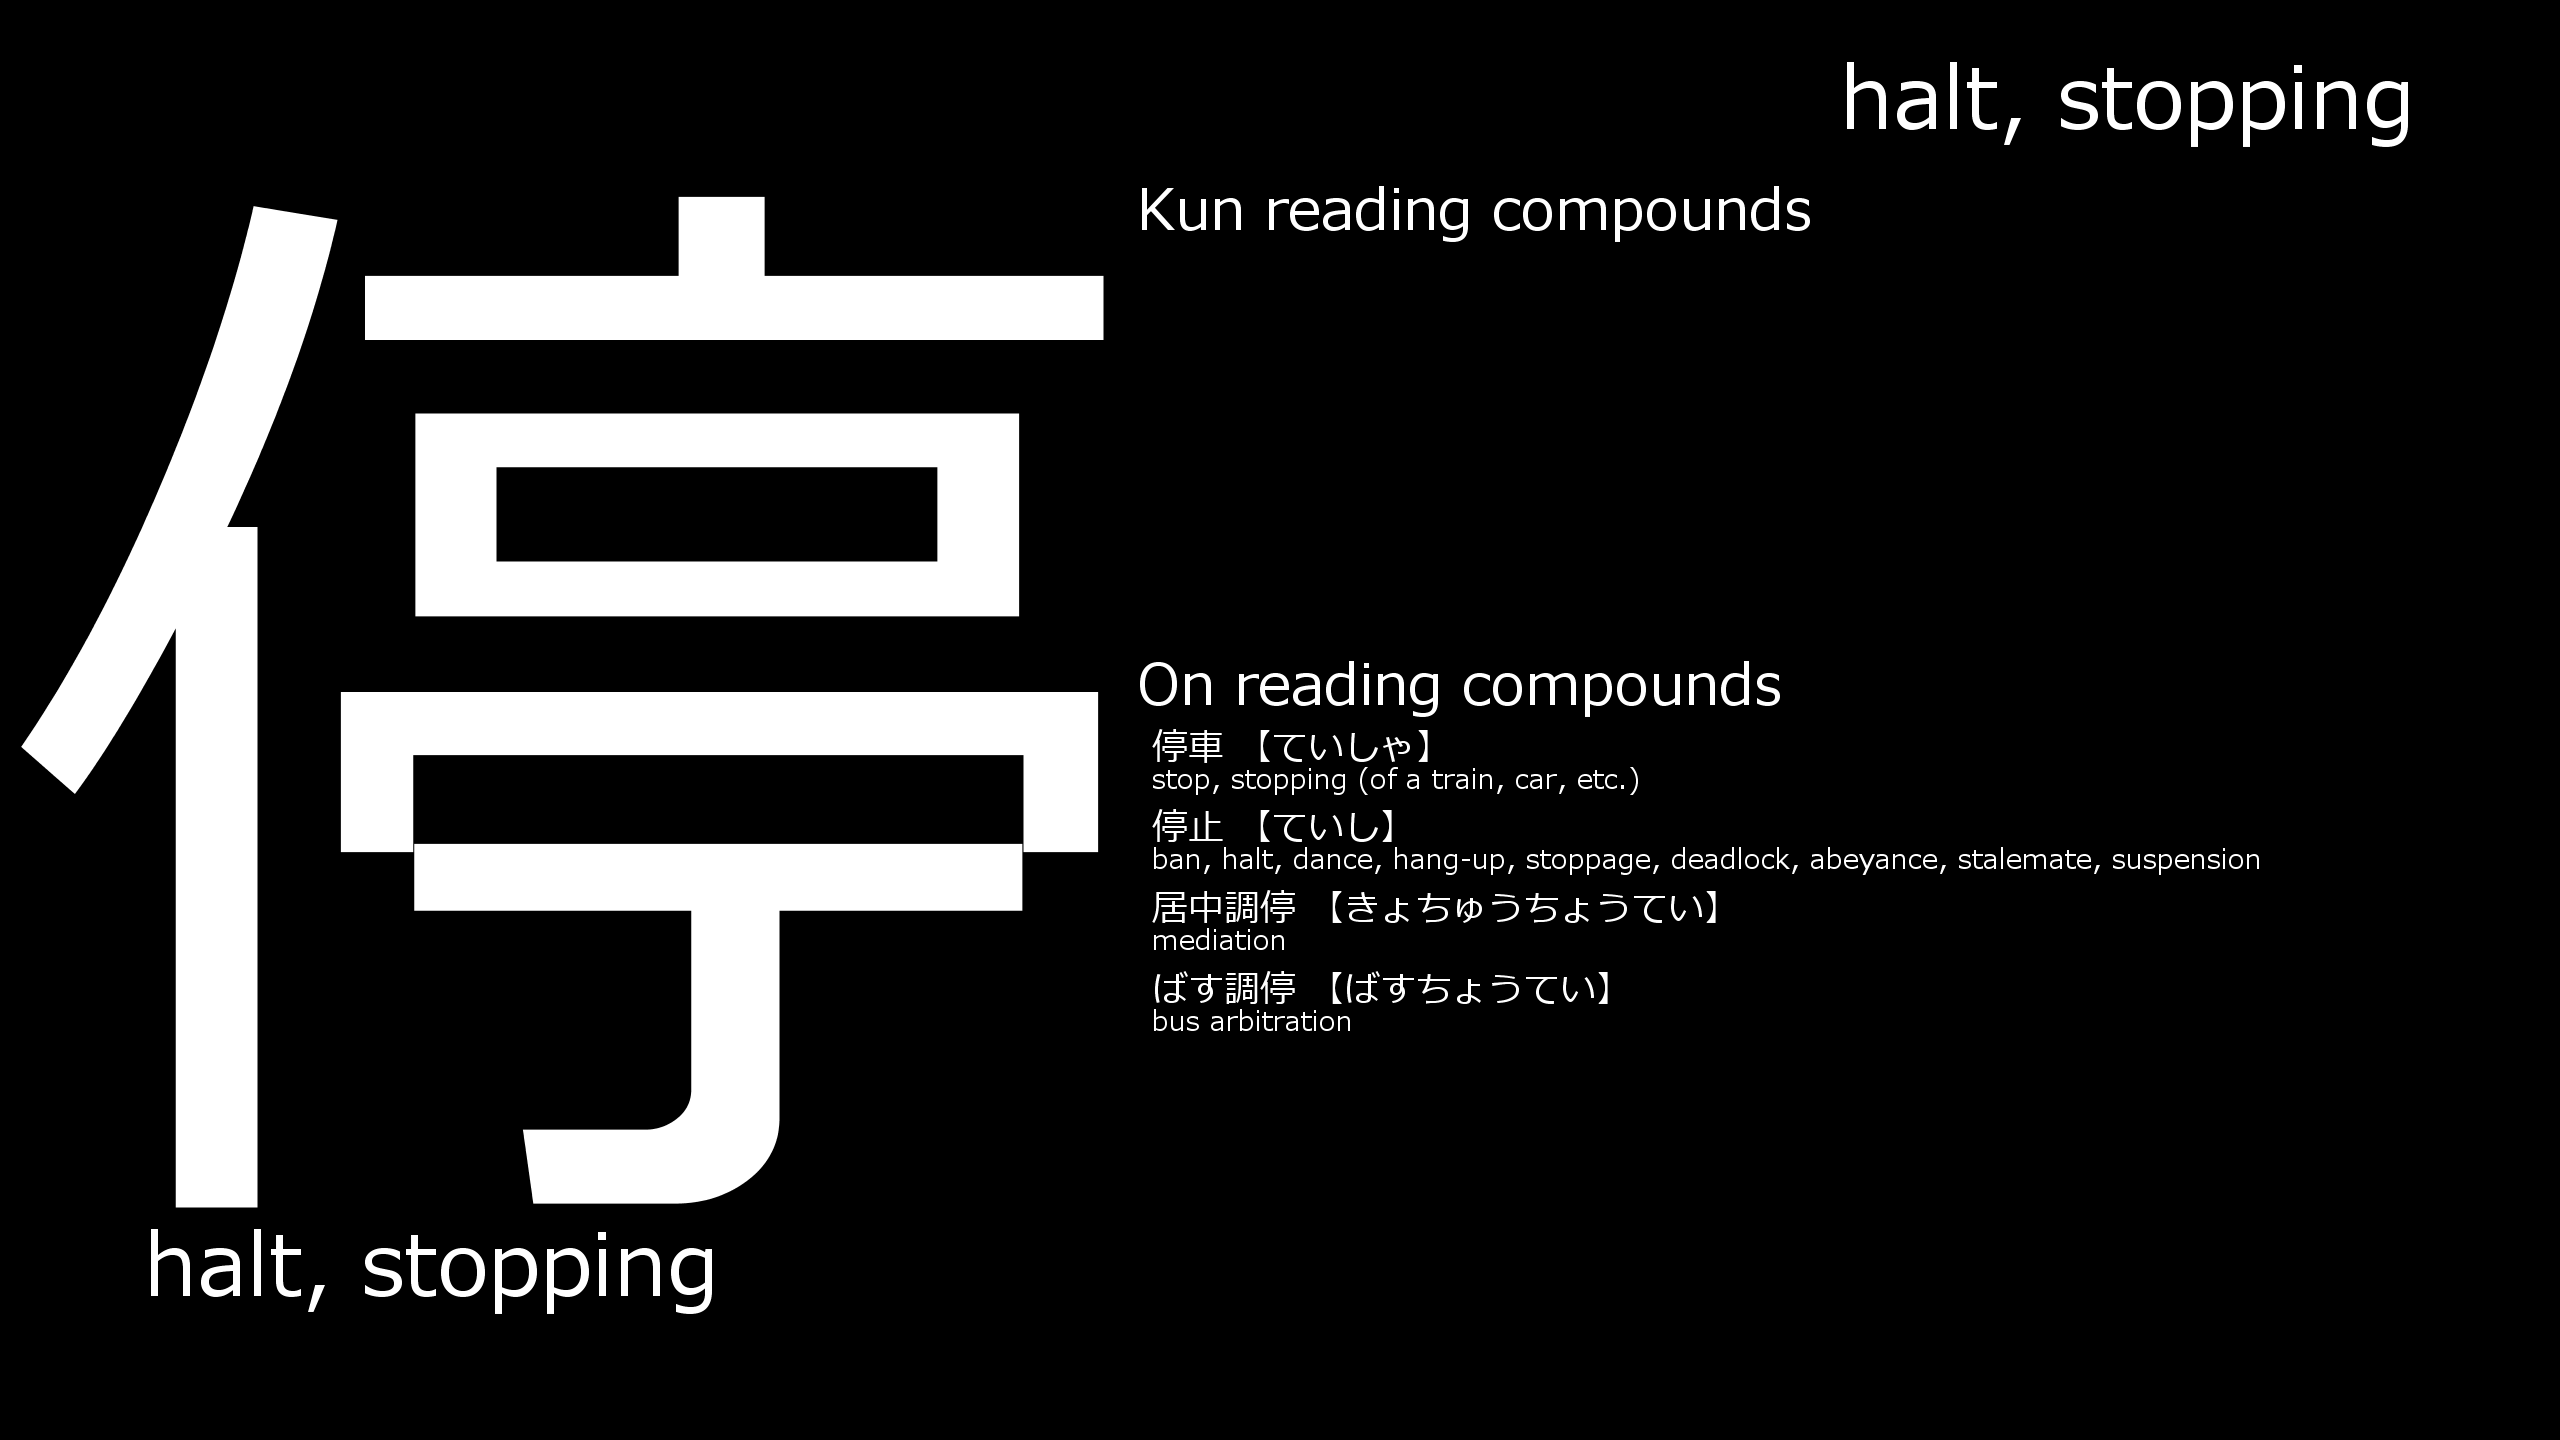 halt, stopping
停
halt, stopping
Kun reading compounds
On reading compounds
停車 【ていしゃ】
stop, stopping (of a train, car, etc.)
停止 【ていし】
ban, halt, dance, hang-up, stoppage, deadlock, abeyance, stalemate, suspension
居中調停 【きょちゅうちょうてい】
mediation
ばす調停 【ばすちょうてい】
bus arbitration